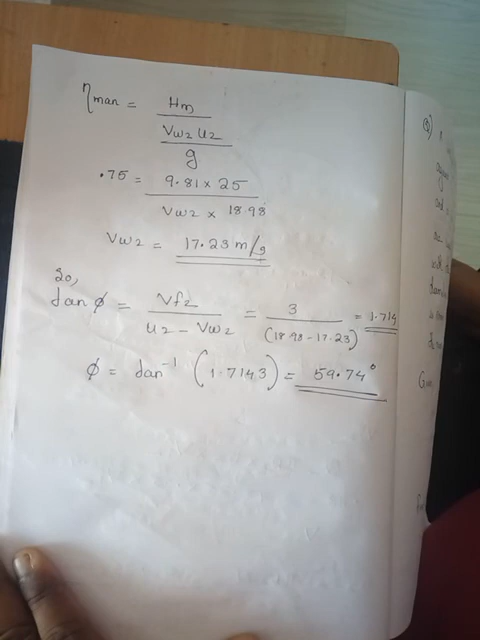 ηman = Hm / (Vw2 u2 / g)
.75 = 9.81 × 25 / Vw2 × 18.98
Vw2 = 17.23 m/s
So,
tan φ = Vf2 / u2 - Vw2 = 3 / (18.98 - 17.23) = 1.714
φ = tan⁻¹ (1.7143) = 59.74°